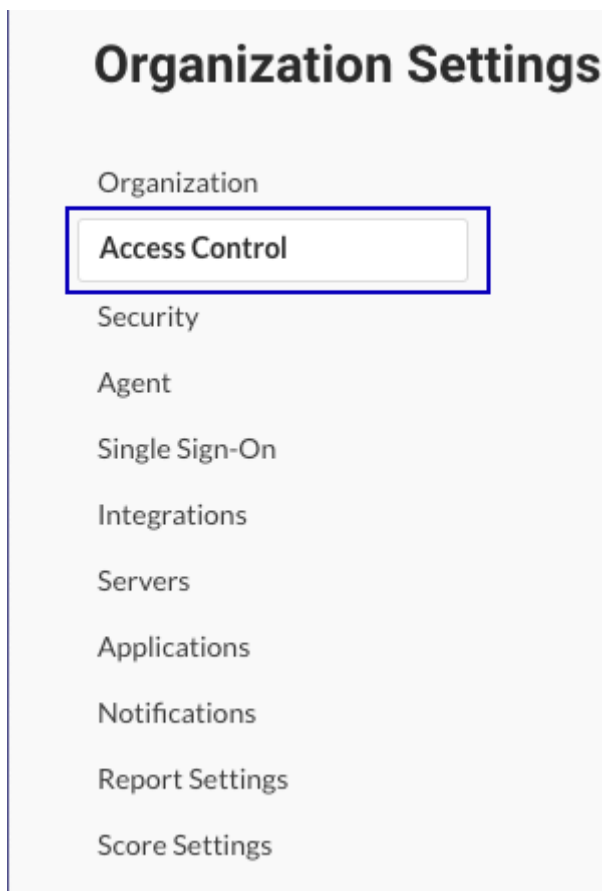 Organization Settings
Organization
Access Control
Security
Agent
Single Sign-On
Integrations
Servers
Applications
Notifications
Report Settings
Score Settings